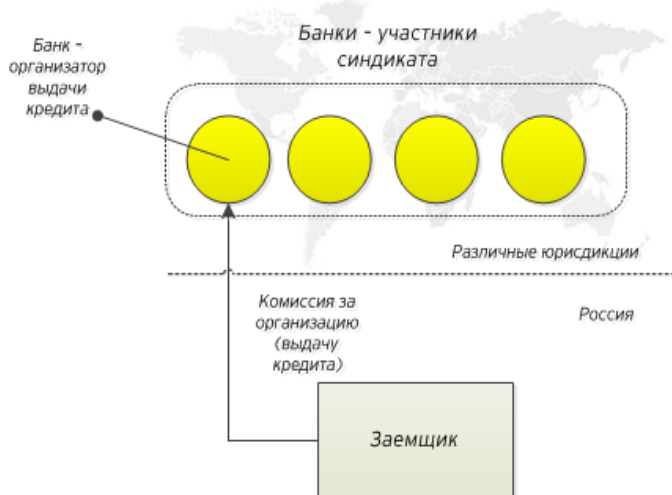 Банки - участники
синдиката
Банк -
организатор
выдачи
кредита
Различные юрисдикции
Комиссия за
организацию
(выдачу
кредита)
Россия
Заемщик